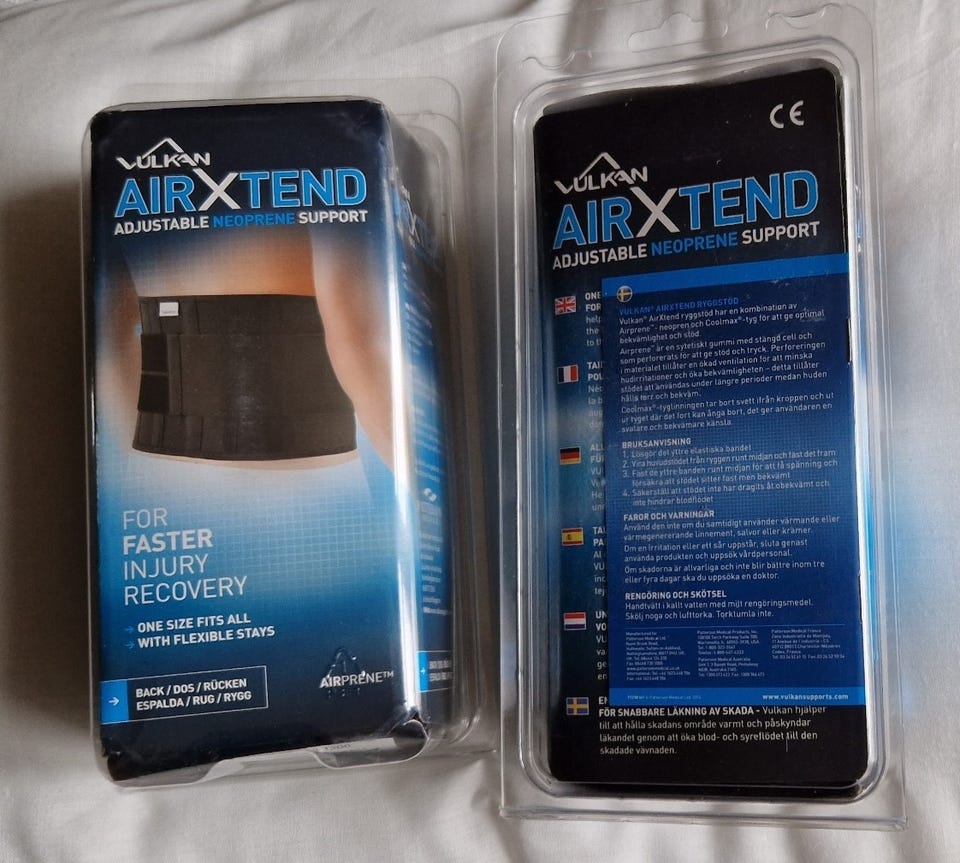 VULKAN
AIRXTEND
ADJUSTABLE NEOPRENE SUPPORT
FOR
FASTER
INJURY
RECOVERY
→ ONE SIZE FITS ALL
→ WITH FLEXIBLE STAYS
→ BACK / DOS / RÜCKEN
ESPALDA / RUG / RYGG
AIRPRENE™
CE
VULKAN
AIRXTEND
ADJUSTABLE NEOPRENE SUPPORT
ONE
FOR
help
the
to th
VULKAN® AIRXTEND RYGGSTÖD
Vulkan® AirXtend ryggstöd har en kombination av
Airprene™- neopren och Coolmax®-tyg för att ge optimal
bekvämlighet och stöd.
Airprene™ är en sytetiskt gummi med stängd cell och
som perforerats för att ge stöd och tryck. Perforeringen
i materialet tillåter en ökad ventilation för att minska
hudirritationer och öka bekvämligheten – detta tillåter
stödet att användas under längre perioder medan huden
hålls torr och bekväm.
Coolmax®-tyglinningen tar bort svett ifrån kroppen och ut
ur tyget där det fort kan ånga bort, det ger användaren en
svalare och bekvämare känsla.
BRUKSANVISNING
1. Lösgör det yttre elastiska bandet
2. Vira huvudstödet från ryggen runt midjan och fäst det fram
3. Fäst de yttre banden runt midjan för att få spänning och
försäkra att stödet sitter fast men bekvämt
4. Säkerställ att stödet inte har dragits åt obekvämt och
inte hindrar blodflödet
FAROR OCH VARNINGAR
Använd den inte om du samtidigt använder värmande eller
värmegenererande linnement, salvor eller krämer.
Om en irritation eller ett sår uppstår, sluta genast
använda produkten och uppsök vårdpersonal.
Om skadorna är allvarliga och inte blir bättre inom tre
eller fyra dagar ska du uppsöka en doktor.
RENGÖRING OCH SKÖTSEL
Handtvätt i kallt vatten med milt rengöringsmedel.
Skölj noga och lufttorka. Torktumla inte.
www.vulkansupports.com
FÖR SNABBARE LÄKNING AV SKADA - Vulkan hjälper
till att hålla skadans område varmt och påskyndar
läkandet genom att öka blod- och syreflödet till den
skadade vävnaden.